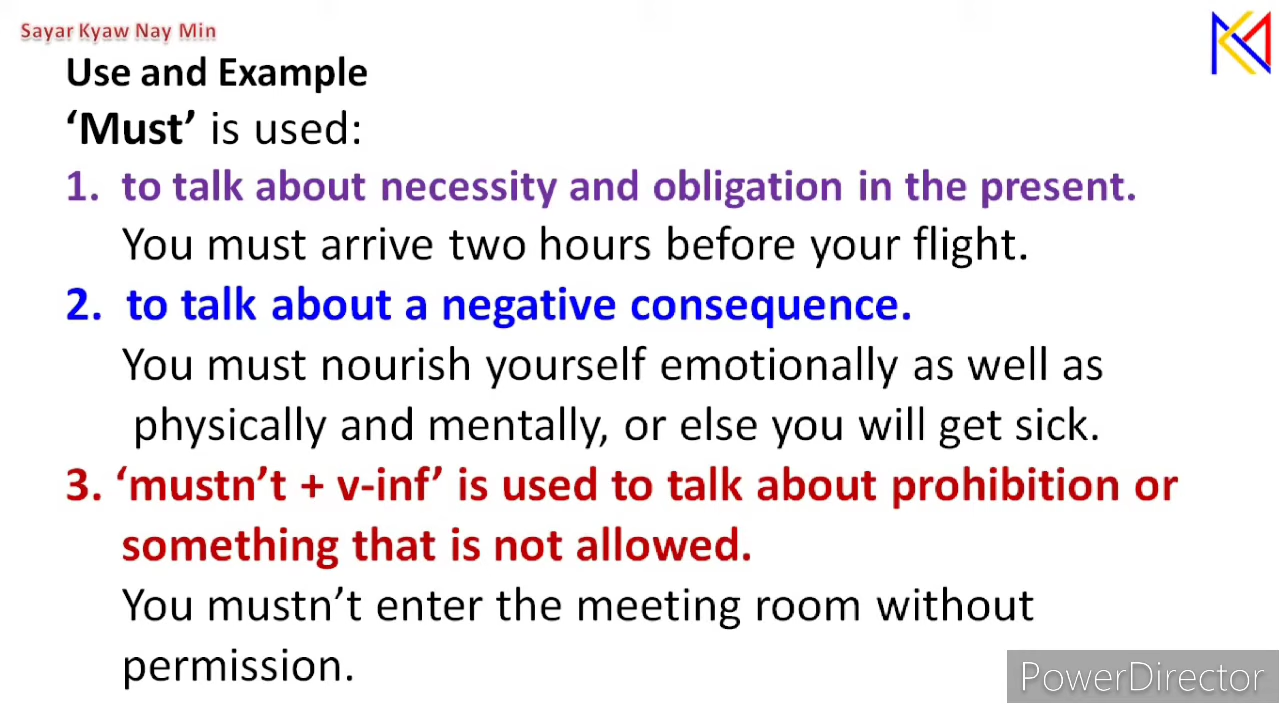 Sayar Kyaw Nay Min
Use and Example
‘Must’ is used:
1. to talk about necessity and obligation in the present.
You must arrive two hours before your flight.
2. to talk about a negative consequence.
You must nourish yourself emotionally as well as
physically and mentally, or else you will get sick.
3. ‘mustn’t + v-inf’ is used to talk about prohibition or
something that is not allowed.
You mustn’t enter the meeting room without
permission.
PowerDirector